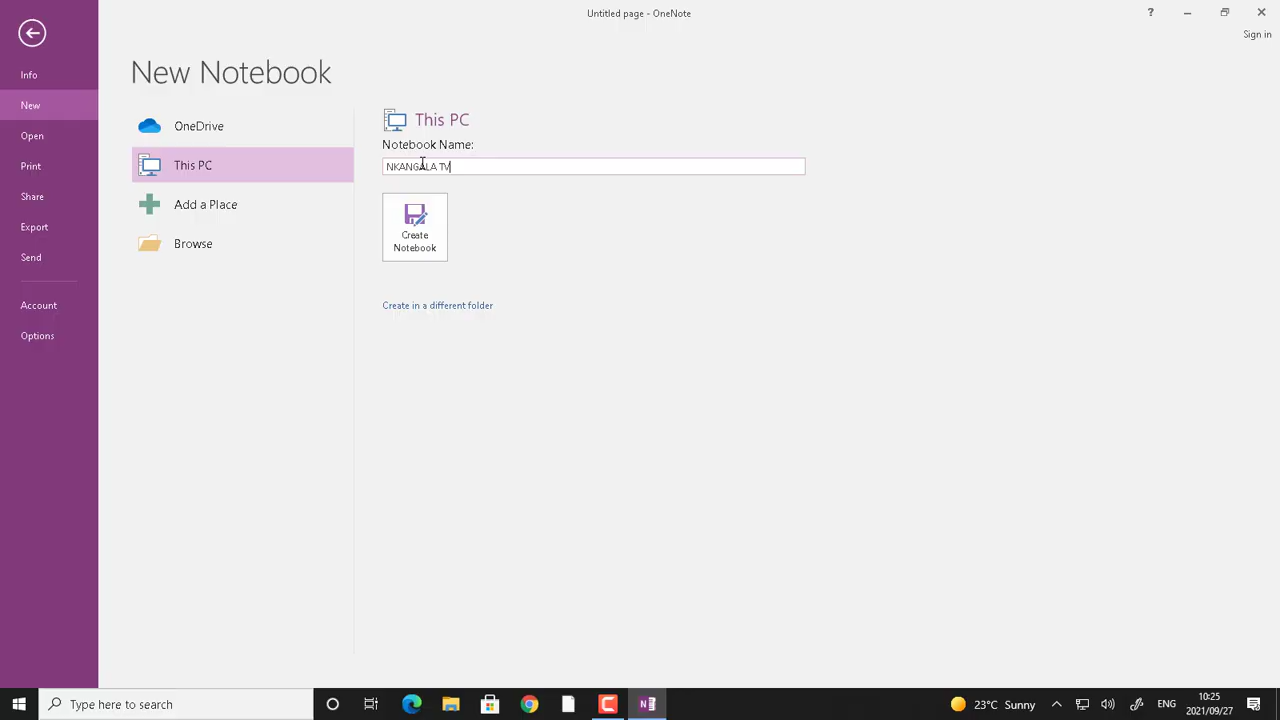 Untitled page - OneNote
?
Sign in
Info
New
Open
Print
Share
Export
Send
Account
Options
New Notebook
OneDrive
This PC
Add a Place
Browse
This PC
Notebook Name:
NKANGALA TV
Create
Notebook
Create in a different folder
Type here to search
N
23°C Sunny
ENG
10:25
2021/09/27